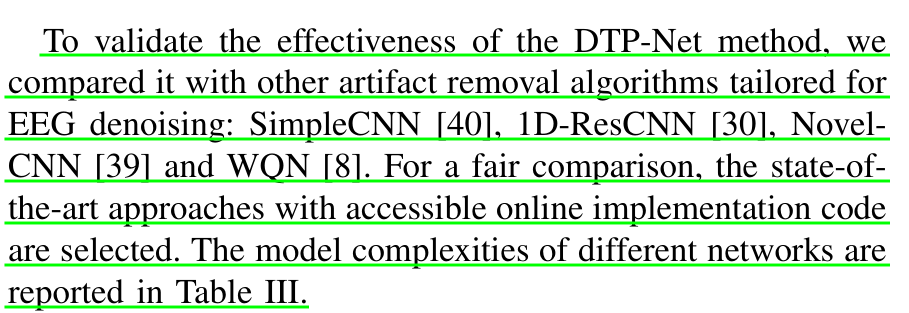 To validate the effectiveness of the DTP-Net method, we
compared it with other artifact removal algorithms tailored for
EEG denoising: SimpleCNN [40], 1D-ResCNN [30], Novel-
CNN [39] and WQN [8]. For a fair comparison, the state-of-
the-art approaches with accessible online implementation code
are selected. The model complexities of different networks are
reported in Table III.